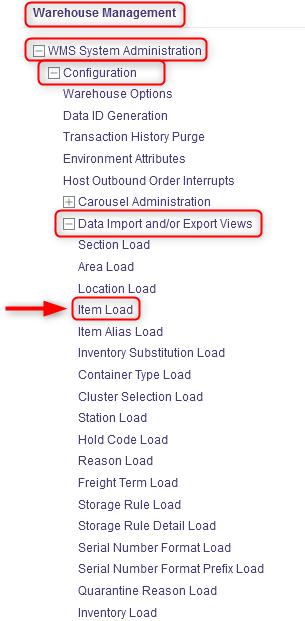 Warehouse Management
WMS System Administration
Configuration
Warehouse Options
Data ID Generation
Transaction History Purge
Environment Attributes
Host Outbound Order Interrupts
Carousel Administration
Data Import and/or Export Views
Section Load
Area Load
Location Load
Item Load
Item Alias Load
Inventory Substitution Load
Container Type Load
Cluster Selection Load
Station Load
Hold Code Load
Reason Load
Freight Term Load
Storage Rule Load
Storage Rule Detail Load
Serial Number Format Load
Serial Number Format Prefix Load
Quarantine Reason Load
Inventory Load